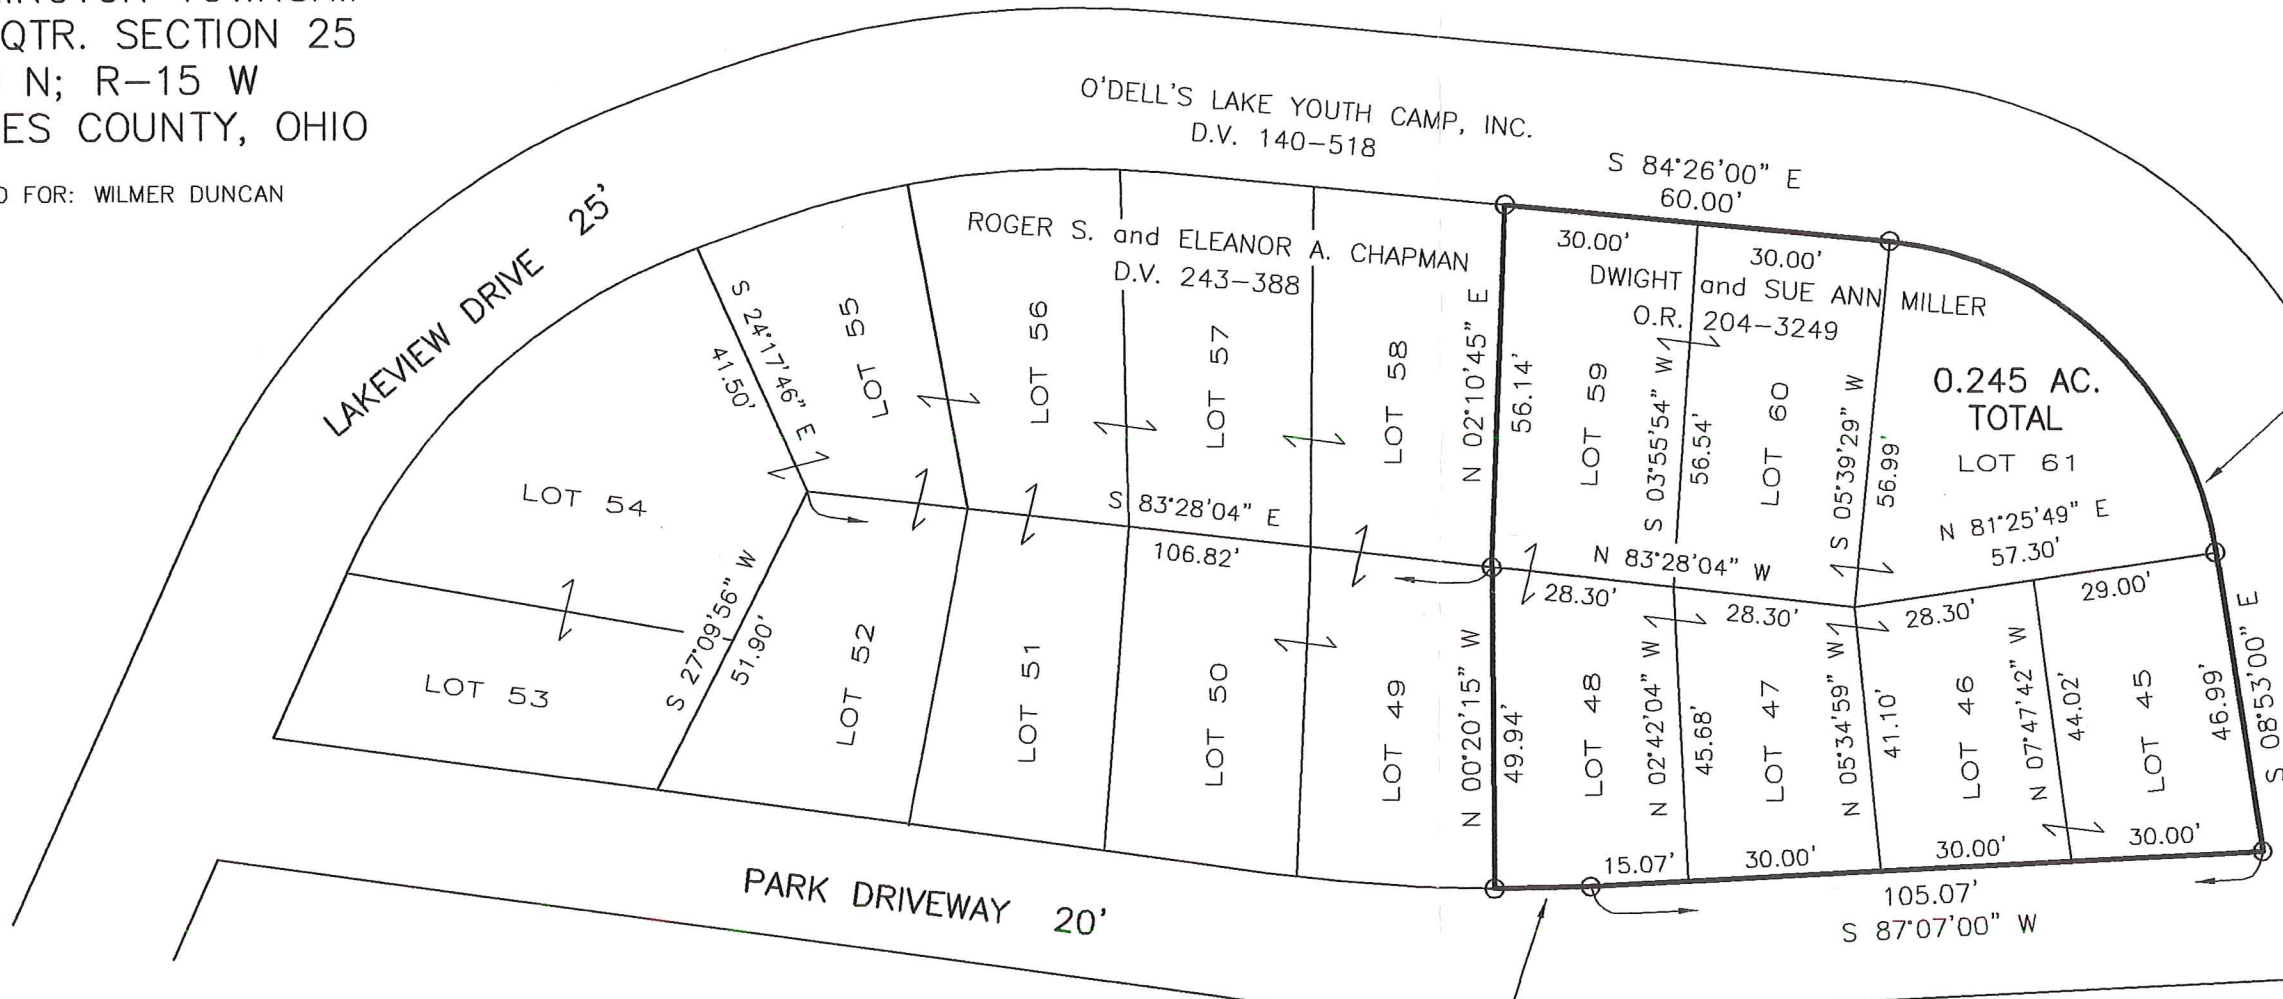 QTR. SECTION 25
N; R-15 W
ES COUNTY, OHIO
FOR: WILMER DUNCAN
LAKEVIEW DRIVE 25'
O'DELL'S LAKE YOUTH CAMP, INC.
D.V. 140-518
S 84°26'00" E
60.00'
ROGER S. and ELEANOR A. CHAPMAN
D.V. 243-388
30.00'
30.00'
DWIGHT and SUE ANN MILLER
O.R. 204-3249
0.245 AC.
TOTAL
LOT 61
S 24°17'46" E
41.50'
LOT 55
LOT 56
LOT 57
LOT 58
N 02°10'45" E
56.14'
LOT 59
S 03°55'54" W
56.54'
LOT 60
S 05°39'29" W
56.99'
N 81°25'49" E
57.30'
LOT 54
S 83°28'04" E
106.82'
N 83°28'04" W
28.30'
28.30'
28.30'
29.00'
LOT 53
S 27°09'56" W
51.90'
LOT 52
LOT 51
LOT 50
LOT 49
N 00°20'15" W
49.94'
LOT 48
N 02°42'04" W
45.68'
LOT 47
N 05°34'59" W
41.10'
LOT 46
N 07°47'42" W
44.02'
LOT 45
46.99'
S 08°53'00" E
S
15.07'
30.00'
30.00'
30.00'
105.07'
S 87°07'00" W
PARK DRIVEWAY 20'